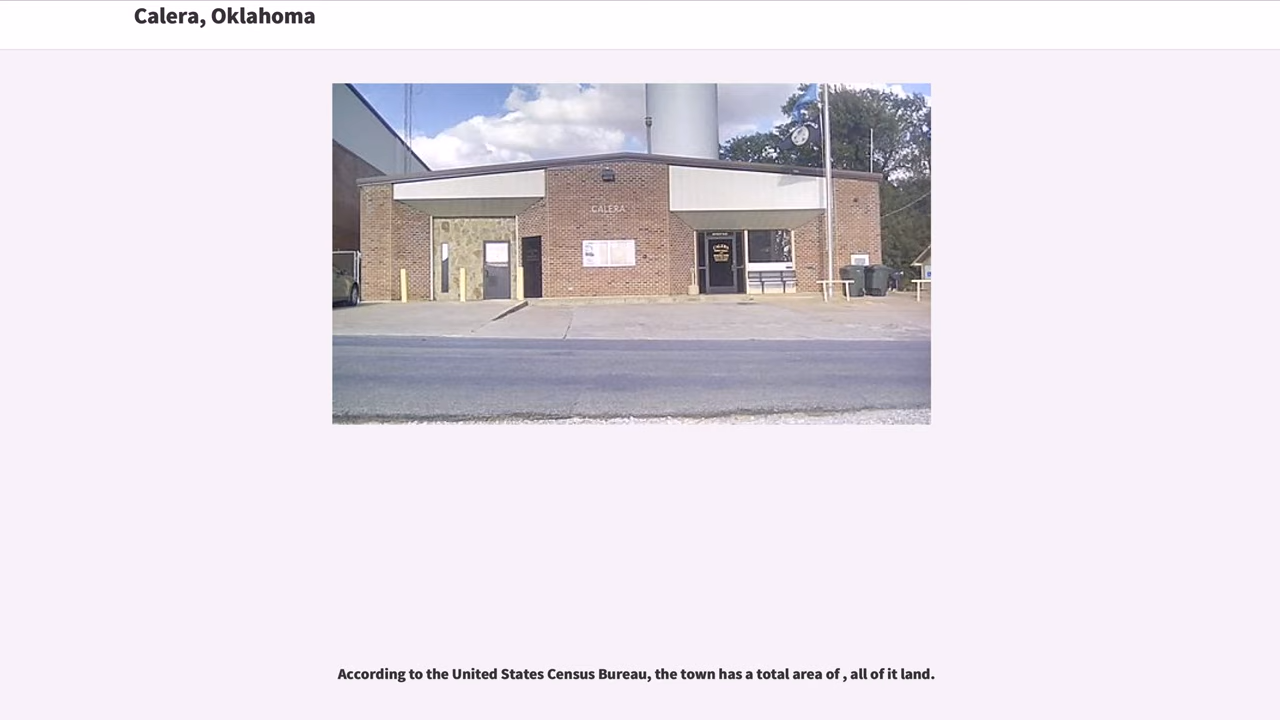 Calera, Oklahoma
CALERA
According to the United States Census Bureau, the town has a total area of , all of it land.